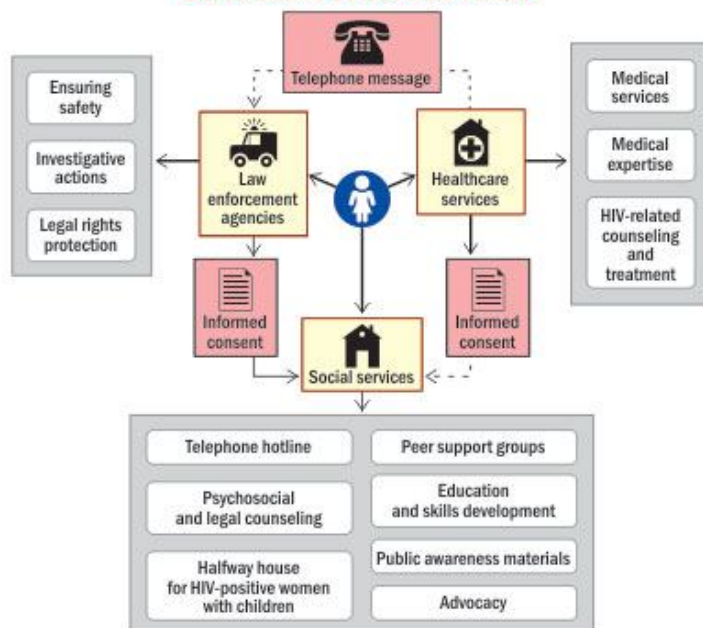 Telephone message
Ensuring
safety
Investigative
actions
Legal rights
protection
Law
enforcement
agencies
Healthcare
services
Medical
services
Medical
expertise
HIV-related
counseling
and
treatment
Informed
consent
Informed
consent
Social services
Telephone hotline
Psychosocial
and legal counseling
Halfway house
for HIV-positive women
with children
Peer support groups
Education
and skills development
Public awareness materials
Advocacy